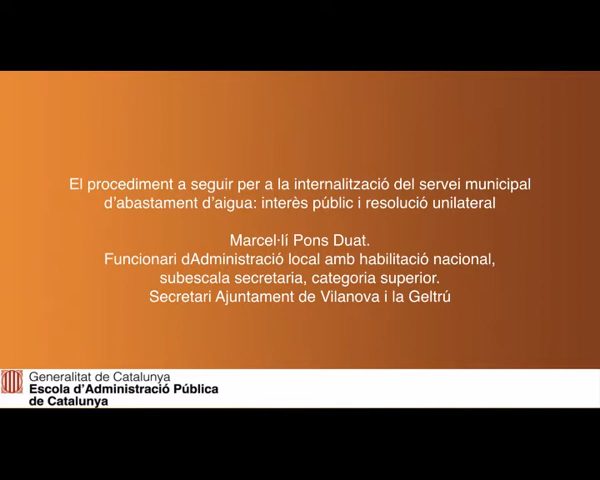 El procediment a seguir per a la internalització del servei municipal
d'abastament d'aigua: interès públic i resolució unilateral
Marcel·lí Pons Duat.
Funcionari dAdministració local amb habilitació nacional,
subescala secretaria, categoria superior.
Secretari Ajuntament de Vilanova i la Geltrú
Generalitat de Catalunya
Escola d'Administració Pública
de Catalunya